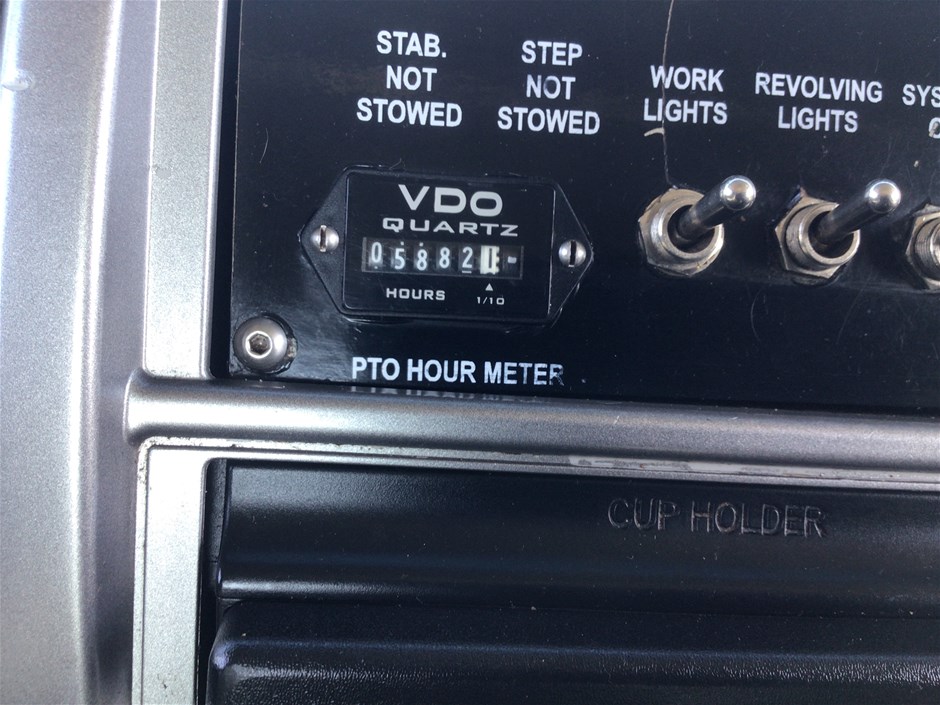 STAB.
NOT
STOWED
STEP
NOT
STOWED
WORK
LIGHTS
REVOLVING
LIGHTS
VDO
QUARTZ
05882
HOURS
1/10
PTO HOUR METER
CUP HOLDER